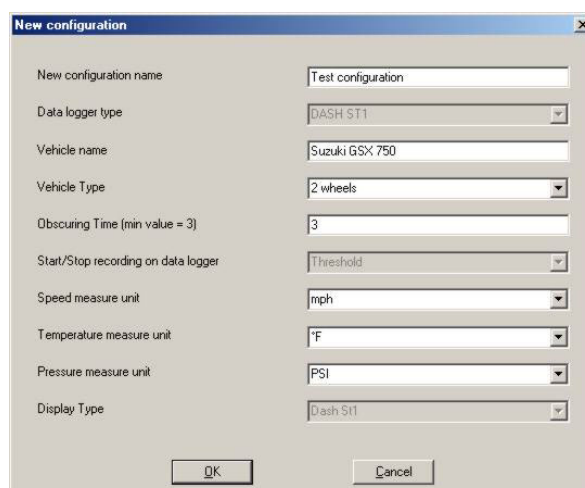 New configuration
New configuration name Test configuration
Data logger type DASH ST1
Vehicle name Suzuki GSX 750
Vehicle Type 2 wheels
Obscuring Time (min value = 3) 3
Start/Stop recording on data logger Threshold
Speed measure unit mph
Temperature measure unit °F
Pressure measure unit PSI
Display Type Dash St1
OK Cancel